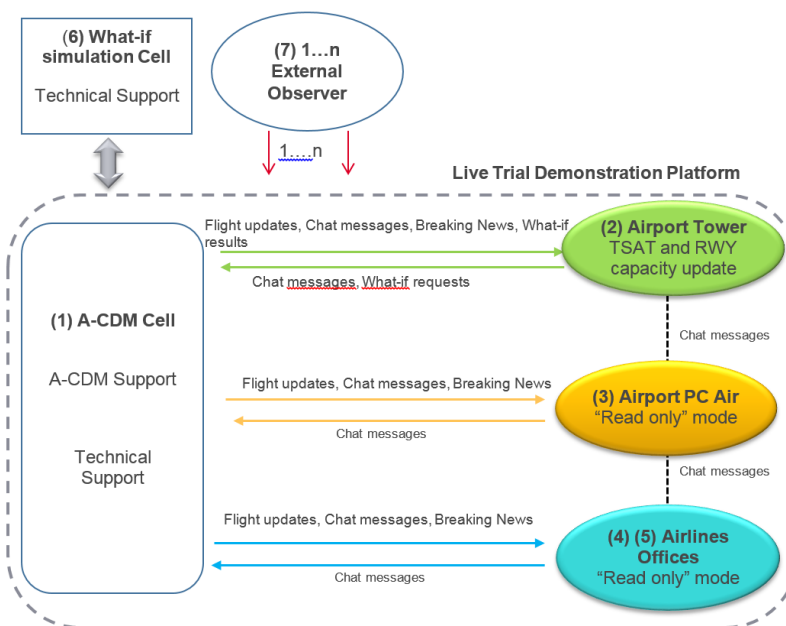 (6) What-if
simulation Cell
Technical Support
(7) 1…n
External
Observer
1….n
Live Trial Demonstration Platform
(1) A-CDM Cell
A-CDM Support
Technical
Support
Flight updates, Chat messages, Breaking News, What-if
results
Chat messages, What-if requests
(2) Airport Tower
TSAT and RWY
capacity update
Chat messages
Flight updates, Chat messages, Breaking News
Chat messages
(3) Airport PC Air
“Read only” mode
Chat messages
Flight updates, Chat messages, Breaking News
Chat messages
(4) (5) Airlines
Offices
“Read only” mode